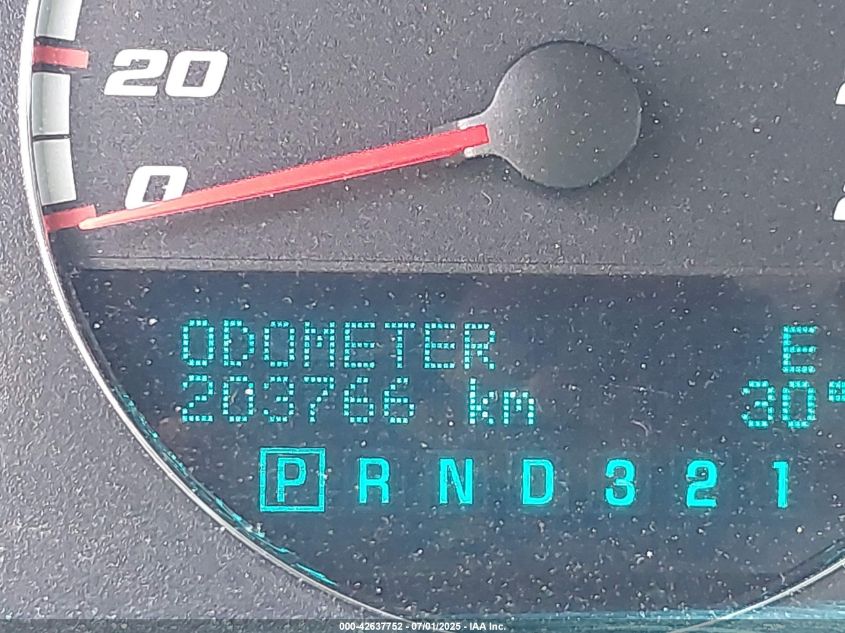 20
0
ODOMETER E
203766 km 30°
P R N D 3 2 1
000-42637752 - 07/01/2025 - IAA Inc.